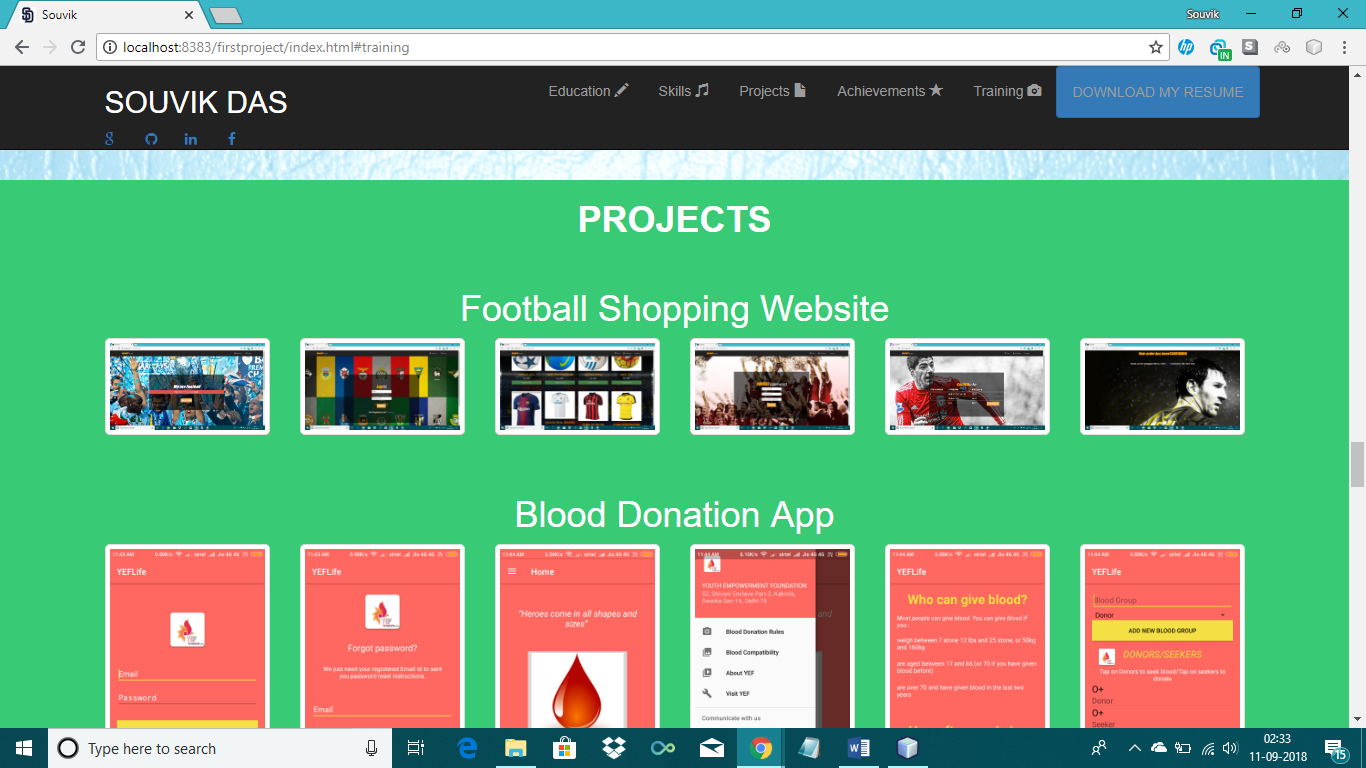 Souvik
Souvik
localhost:8383/firstproject/index.html#training
IN
SOUVIK DAS
Education
Skills
Projects
Achievements
Training
DOWNLOAD MY RESUME
PROJECTS
Football Shopping Website
Blood Donation App
YEFLife
Email
Password
YEFLife
Forgot password?
We just need your registered Email Id to sent
you password reset instructions.
Email
Home
"Heroes come in all shapes and
sizes"
YOUTH EMPOWERMENT FOUNDATION
Blood Donation Rules
Blood Compatibility
About YEF
Visit YEF
Communicate with us
YEFLife
Who can give blood?
Most people can give blood. You can give blood if
you :
weigh between 7 stone 12 lbs and 25 stone, or 50kg
and 160kg
are aged between 17 and 66 (or 70 if you have given
blood before)
are over 70 and have given blood in the last two
years
YEFLife
Blood Group
Donor
ADD NEW BLOOD GROUP
DONORS/SEEKERS
Tap on Donors to seek blood/Tap on seekers to
donate
O+
Donor
O+
Seeker
Type here to search
02:33
11-09-2018
15